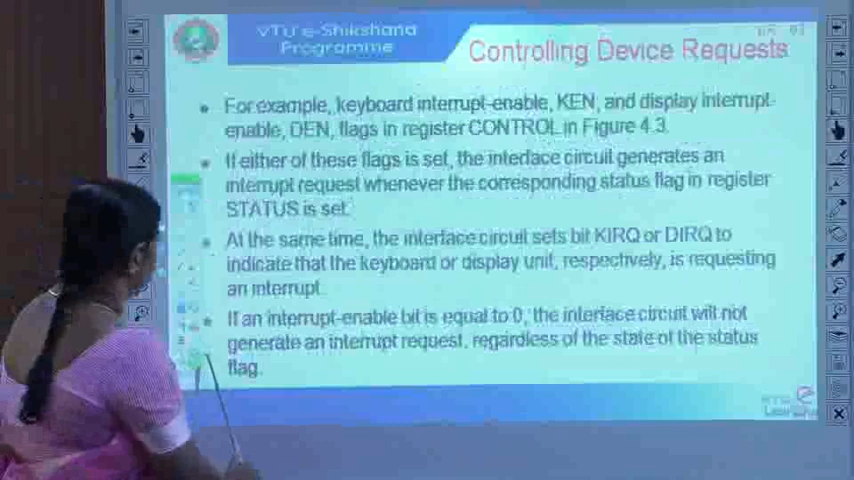 VTU e-Shikshana
Programme
Controlling Device Requests
• For example, keyboard interrupt-enable, KEN, and display interrupt-
enable, DEN, flags in register CONTROL in Figure 4.3.
• If either of these flags is set, the interface circuit generates an
interrupt request whenever the corresponding status flag in register
STATUS is set.
• At the same time, the interface circuit sets bit KIRQ or DIRQ to
indicate that the keyboard or display unit, respectively, is requesting
an interrupt.
• If an interrupt-enable bit is equal to 0, the interface circuit will not
generate an interrupt request, regardless of the state of the status
flag.